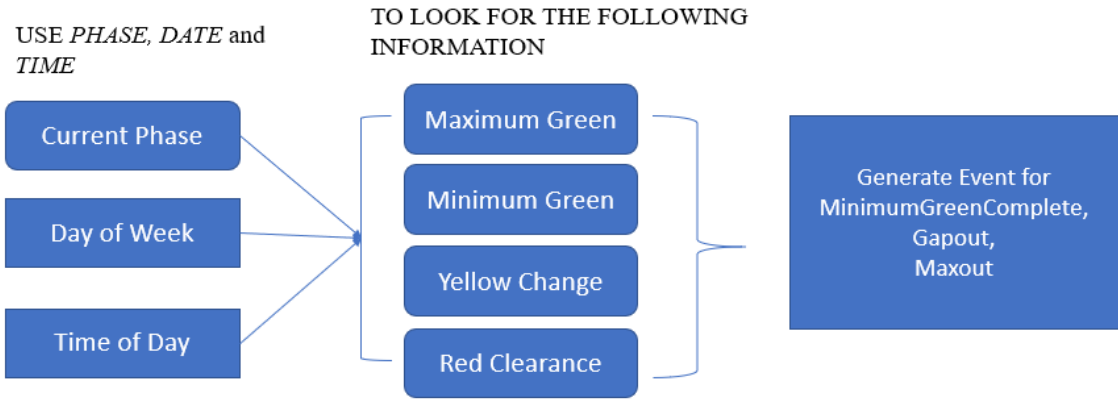 USE PHASE, DATE and
TIME
TO LOOK FOR THE FOLLOWING
INFORMATION
Current Phase
Day of Week
Time of Day
Maximum Green
Minimum Green
Yellow Change
Red Clearance
Generate Event for
MinimumGreenComplete,
Gapout,
Maxout